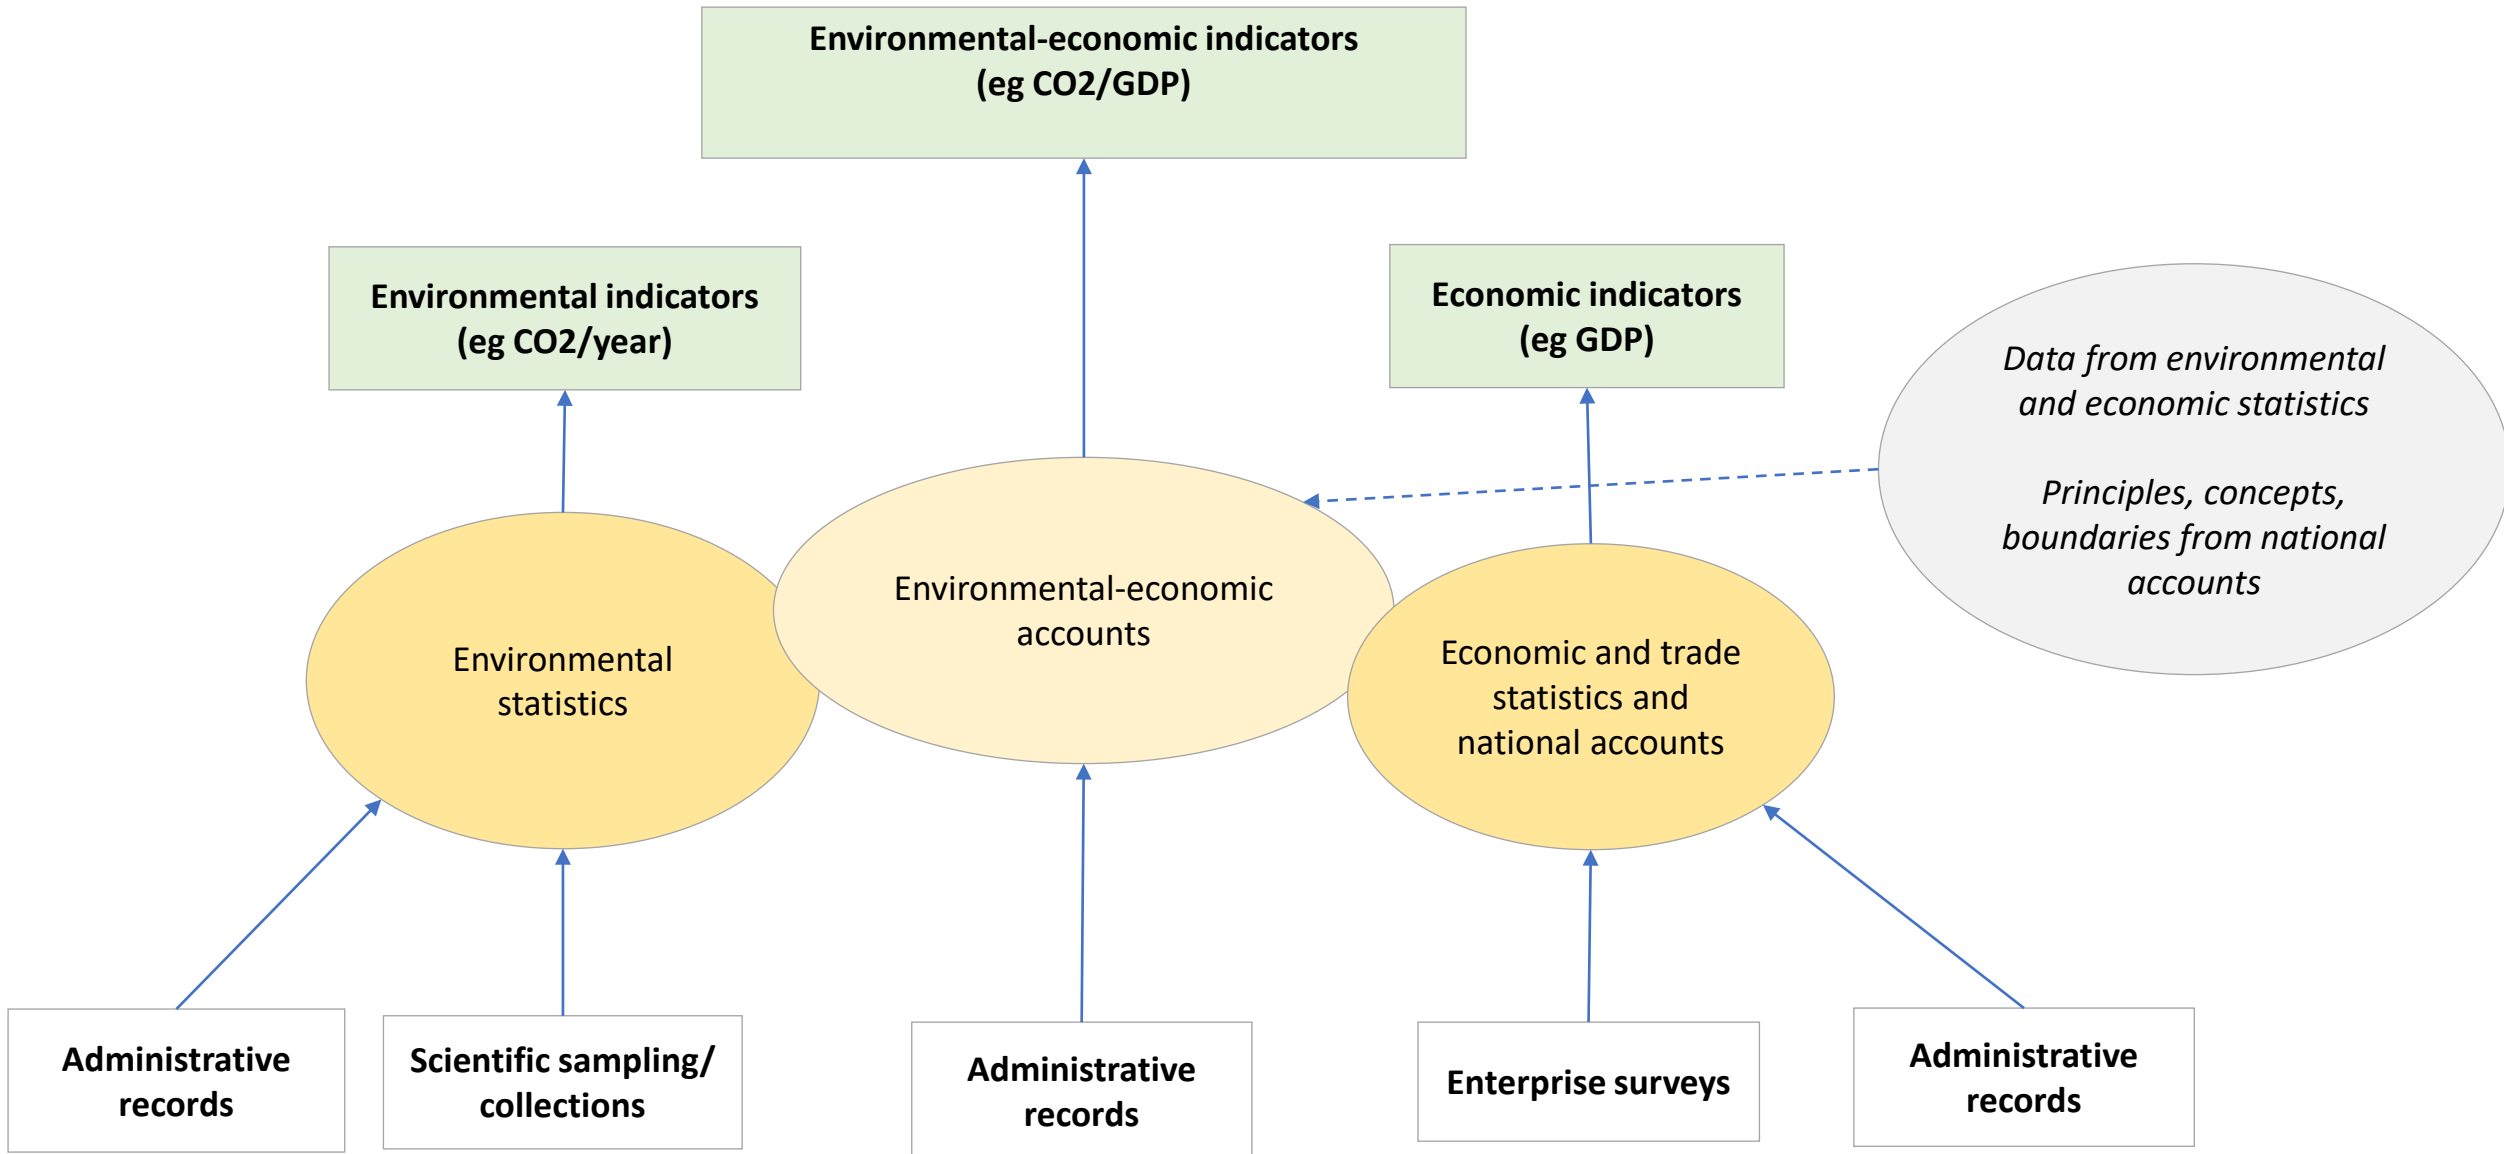 Environmental-economic indicators
(eg CO2/GDP)
Environmental indicators
(eg CO2/year)
Economic indicators
(eg GDP)
Data from environmental
and economic statistics
Principles, concepts,
boundaries from national
accounts
Environmental-economic
accounts
Environmental
statistics
Economic and trade
statistics and
national accounts
Administrative
records
Scientific sampling/
collections
Administrative
records
Enterprise surveys
Administrative
records